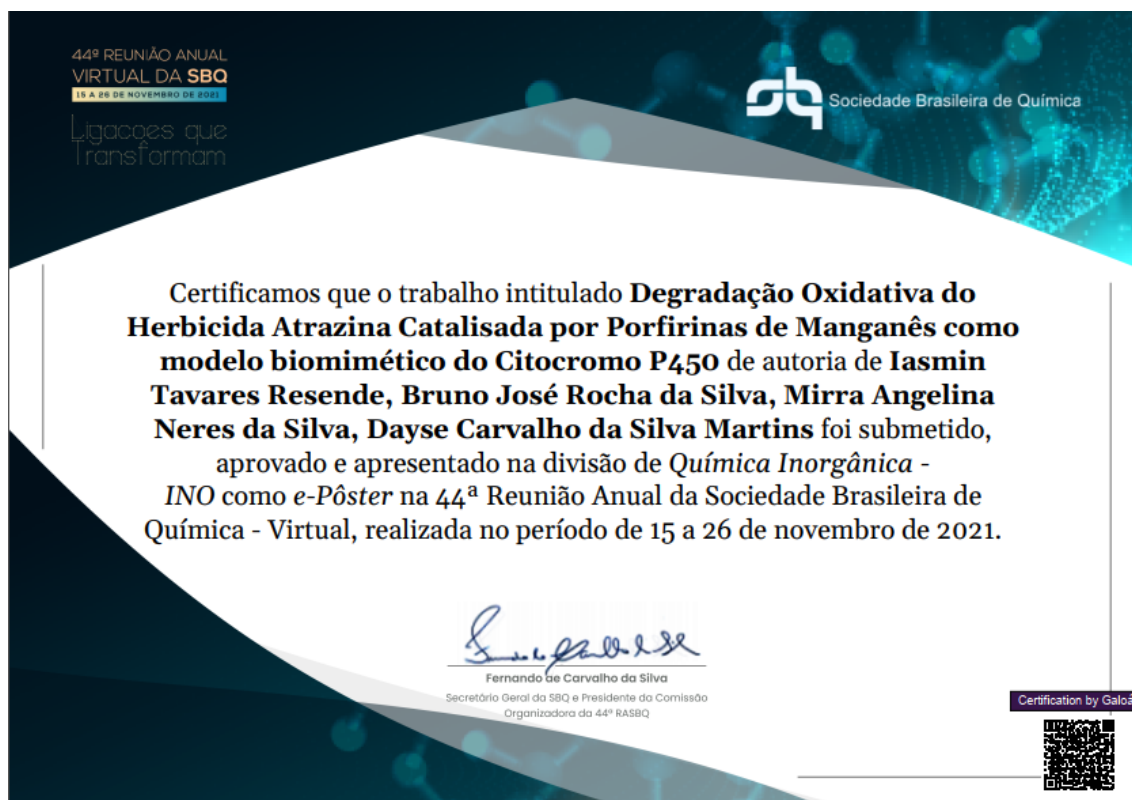 44ª REUNIÃO ANUAL
VIRTUAL DA SBQ
15 A 26 DE NOVEMBRO DE 2021
Ligacoes que
Transformam
Sociedade Brasileira de Química
Certificamos que o trabalho intitulado Degradação Oxidativa do
Herbicida Atrazina Catalisada por Porfirinas de Manganês como
modelo biomimético do Citocromo P450 de autoria de Iasmin
Tavares Resende, Bruno José Rocha da Silva, Mirra Angelina
Neres da Silva, Dayse Carvalho da Silva Martins foi submetido,
aprovado e apresentado na divisão de Química Inorgânica -
INO como e-Pôster na 44ª Reunião Anual da Sociedade Brasileira de
Química - Virtual, realizada no período de 15 a 26 de novembro de 2021.
Fernando de Carvalho da Silva
Secretário Geral da SBQ e Presidente da Comissão
Organizadora da 44ª RASBQ
Certification by Galoá